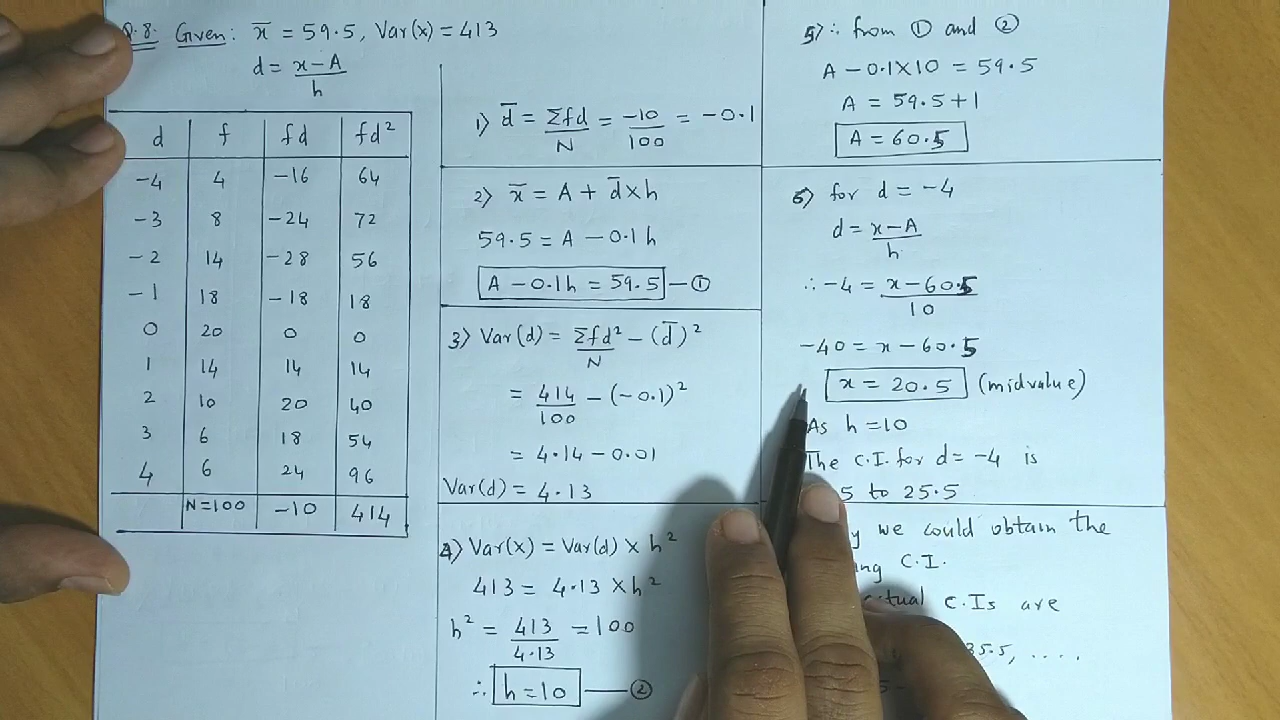 Q.8. Given: x̄ = 59.5, Var(x) = 413
d = x-A / h
d f fd fd²
-4 4 -16 64
-3 8 -24 72
-2 14 -28 56
-1 18 -18 18
0 20 0 0
1 14 14 14
2 10 20 40
3 6 18 54
4 6 24 96
N=100 -10 414
1) d̄ = Σfd / N = -10 / 100 = -0.1
2) x̄ = A + d̄×h
59.5 = A - 0.1h
A - 0.1h = 59.5 — ①
3) Var(d) = Σfd² / N - (d̄)²
= 414 / 100 - (-0.1)²
= 4.14 - 0.01
Var(d) = 4.13
4) Var(x) = Var(d) × h²
413 = 4.13 × h²
h² = 413 / 4.13 = 100
∴ h = 10 — ②
5) ∴ from ① and ②
A - 0.1×10 = 59.5
A = 59.5+1
A = 60.5
6) for d = -4
d = x-A / h
∴ -4 = x-60.5 / 10
-40 = x-60.5
x = 20.5 (midvalue)
As h = 10
The C.I. for d = -4 is
5 to 25.5
y we could obtain the
ng C.I.
ctual C.Is are
35.5, ....
5-